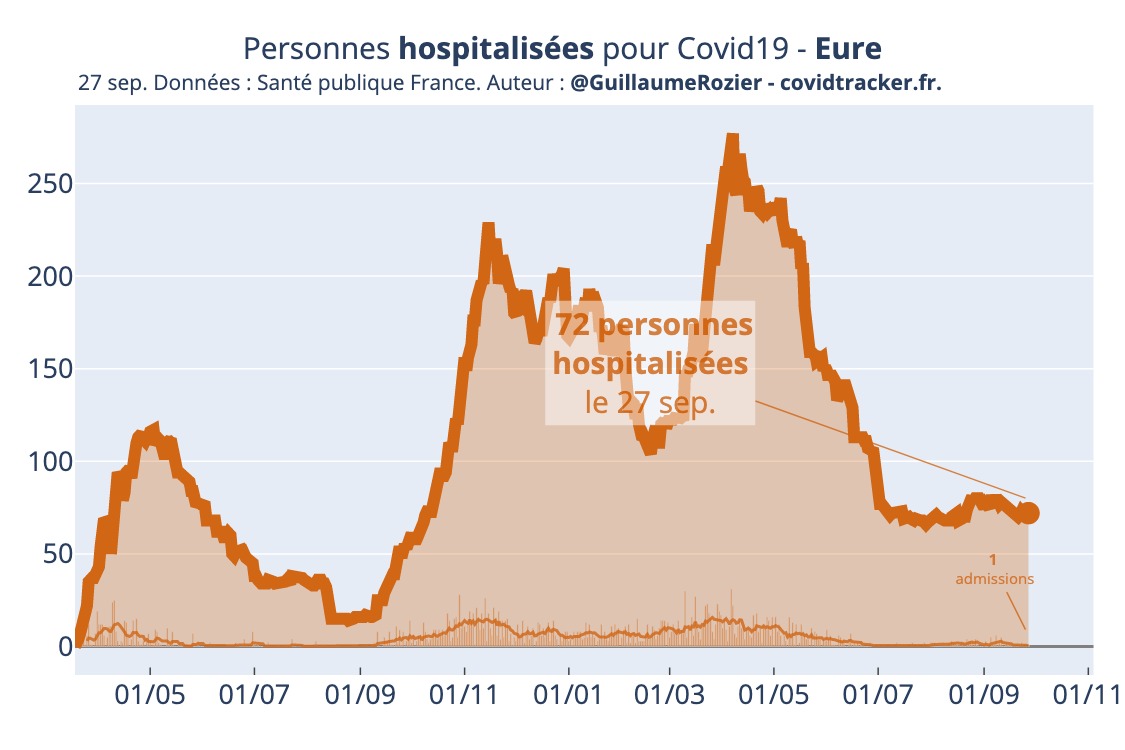 Personnes hospitalisées pour Covid19 - Eure
27 sep. Données : Santé publique France. Auteur : @GuillaumeRozier - covidtracker.fr.
250
200
150
100
50
0
72 personnes
hospitalisées
le 27 sep.
1
admissions
01/05 01/07 01/09 01/11 01/01 01/03 01/05 01/07 01/09 01/11